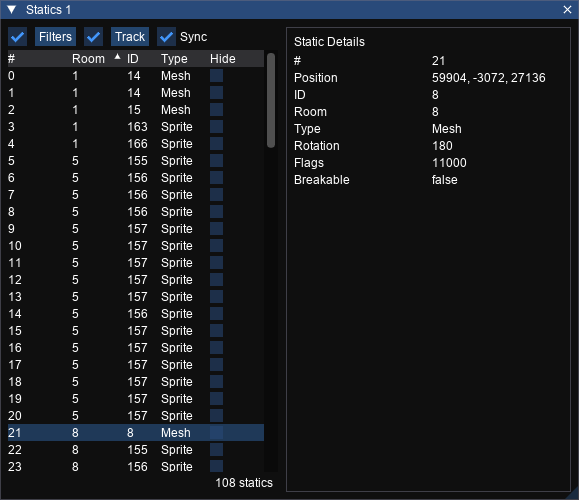 Statics 1
Filters Track Sync
# Room ID Type Hide
0 1 14 Mesh
1 1 14 Mesh
2 1 15 Mesh
3 1 163 Sprite
4 1 166 Sprite
5 5 155 Sprite
6 5 156 Sprite
7 5 156 Sprite
8 5 156 Sprite
9 5 157 Sprite
10 5 157 Sprite
11 5 157 Sprite
12 5 157 Sprite
13 5 157 Sprite
14 5 156 Sprite
15 5 157 Sprite
16 5 157 Sprite
17 5 157 Sprite
18 5 157 Sprite
19 5 157 Sprite
20 5 157 Sprite
21 8 8 Mesh
22 8 155 Sprite
23 8 156 Sprite
108 statics
Static Details
# 21
Position 59904, -3072, 27136
ID 8
Room 8
Type Mesh
Rotation 180
Flags 11000
Breakable false